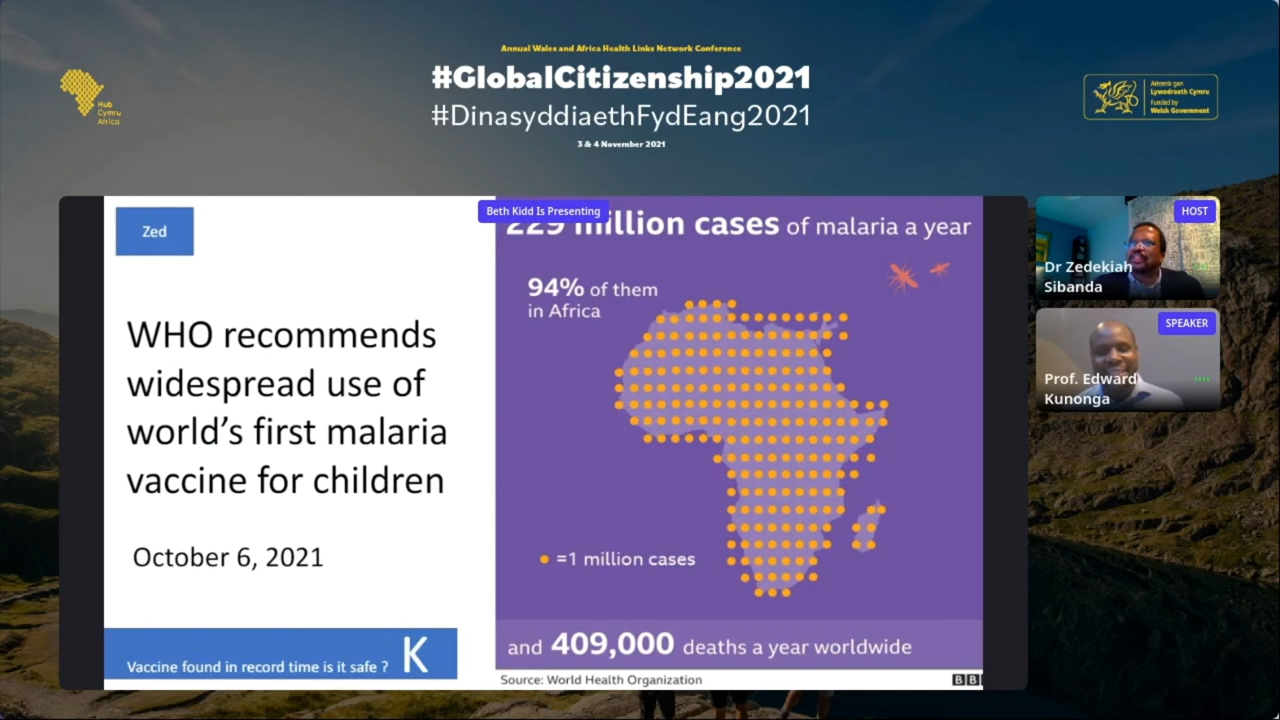 Annual Wales and Africa Health Links Network Conference
#GlobalCitizenship2021
#DinasyddiaethFydEang2021
3 & 4 November 2021
Hub
Cymru
Africa
Ariennir gan
Lywodraeth Cymru
Funded by
Welsh Government
Zed
WHO recommends
widespread use of
world's first malaria
vaccine for children
October 6, 2021
Vaccine found in record time is it safe ? K
Beth Kidd Is Presenting
229 million cases of malaria a year
94% of them
in Africa
=1 million cases
and 409,000 deaths a year worldwide
Source: World Health Organization
BB
HOST
Dr Zedekiah
Sibanda
SPEAKER
Prof. Edward
Kunonga